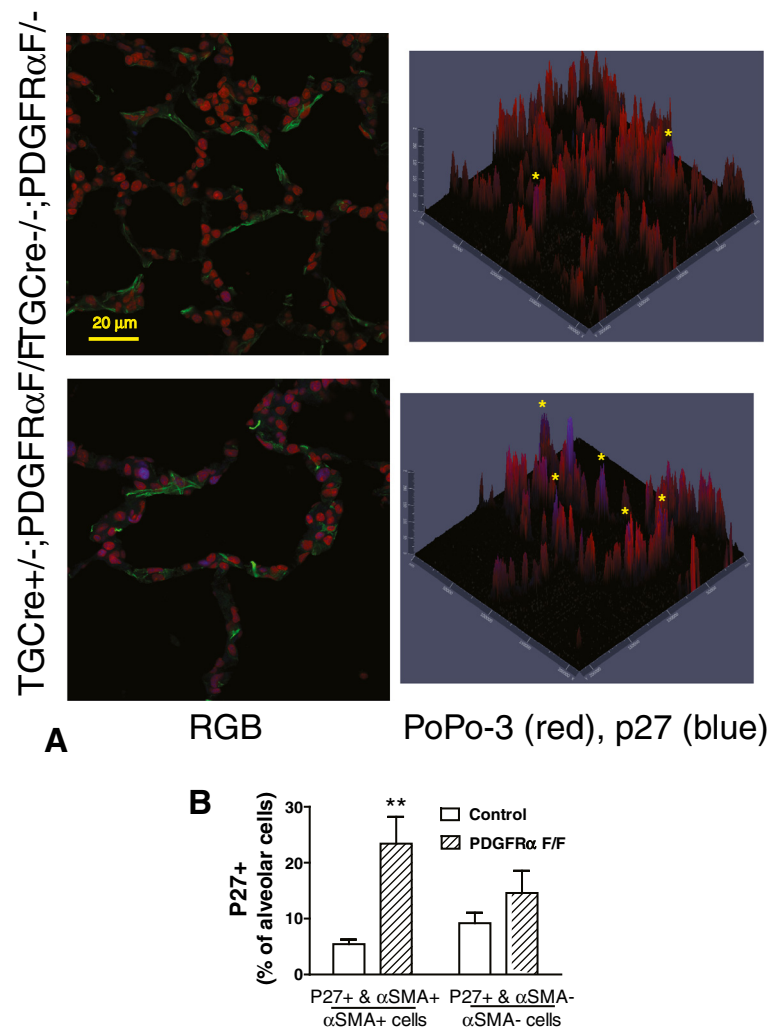 TGCre+/-;PDGFRαF/FTGCre-/-;PDGFRαF/-
20 µm
*
*
*
*
*
*
*
A
RGB
PoPo-3 (red), p27 (blue)
B
P27+
(% of alveolar cells)
30
20
10
0
**
Control
PDGFRα F/F
P27+ & αSMA+
αSMA+ cells
P27+ & αSMA-
αSMA- cells